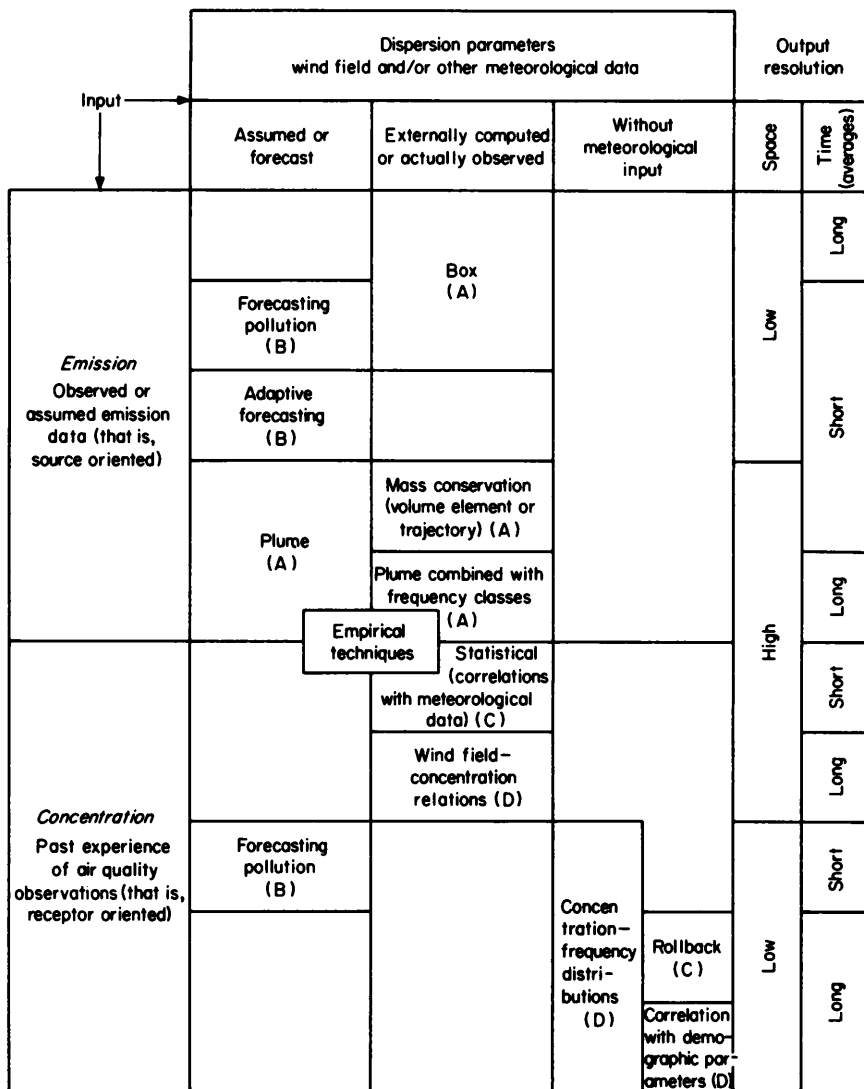 Dispersion parameters
wind field and/or other meteorological data
Output
resolution
Input
Assumed or
forecast
Externally computed
or actually observed
Without
meteorological
input
Space
Time
(averages)
Emission
Observed or
assumed emission
data (that is,
source oriented)
Box
(A)
Low
Long
Forecasting
pollution
(B)
Short
Adaptive
forecasting
(B)
Plume
(A)
Mass conservation
(volume element or
trajectory) (A)
High
Plume combined with
frequency classes
(A)
Long
Empirical
techniques
Concentration
Past experience
of air quality
observations (that is,
receptor oriented)
Statistical
(correlations
with meteorological
data) (C)
Short
Wind field–
concentration
relations (D)
Long
Forecasting
pollution
(B)
Concen
tration–
frequency
distri-
butions
(D)
Low
Short
Rollback
(C)
Long
Correlation
with demo-
graphic par-
ameters (D)